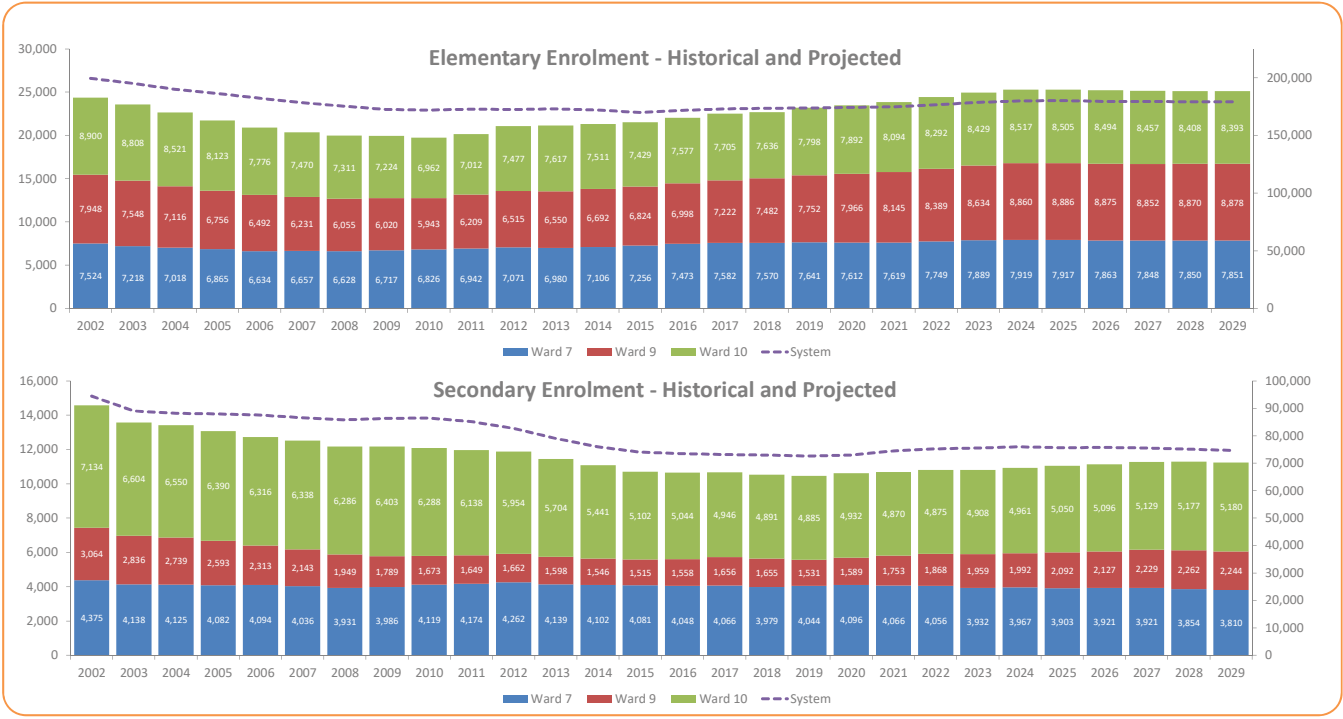 Elementary Enrolment - Historical and Projected
30,000
25,000
20,000
15,000
10,000
5,000
0
200,000
150,000
100,000
50,000
0
8,900 8,808 8,521 8,123 7,776 7,470 7,311 7,224 6,962 7,012 7,477 7,617 7,511 7,429 7,577 7,705 7,636 7,798 7,892 8,094 8,292 8,429 8,517 8,505 8,494 8,457 8,408 8,393
7,948 7,548 7,116 6,756 6,492 6,231 6,055 6,020 5,943 6,209 6,515 6,550 6,692 6,824 6,998 7,222 7,482 7,752 7,966 8,145 8,389 8,634 8,860 8,886 8,875 8,852 8,870 8,878
7,524 7,218 7,018 6,865 6,634 6,657 6,628 6,717 6,826 6,942 7,071 6,980 7,106 7,256 7,473 7,582 7,570 7,641 7,612 7,619 7,749 7,889 7,919 7,917 7,863 7,848 7,850 7,851
2002 2003 2004 2005 2006 2007 2008 2009 2010 2011 2012 2013 2014 2015 2016 2017 2018 2019 2020 2021 2022 2023 2024 2025 2026 2027 2028 2029
Ward 7 Ward 9 Ward 10 System
Secondary Enrolment - Historical and Projected
16,000
14,000
12,000
10,000
8,000
6,000
4,000
2,000
0
100,000
90,000
80,000
70,000
60,000
50,000
40,000
30,000
20,000
10,000
0
7,134 6,604 6,550 6,390 6,316 6,338 6,286 6,403 6,288 6,138 5,954 5,704 5,441 5,102 5,044 4,946 4,891 4,885 4,932 4,870 4,875 4,908 4,961 5,050 5,096 5,129 5,177 5,180
3,064 2,836 2,739 2,593 2,313 2,143 1,949 1,789 1,673 1,649 1,662 1,598 1,546 1,515 1,558 1,656 1,655 1,531 1,589 1,753 1,868 1,959 1,992 2,092 2,127 2,229 2,262 2,244
4,375 4,138 4,125 4,082 4,094 4,036 3,931 3,986 4,119 4,174 4,262 4,139 4,102 4,081 4,048 4,066 3,979 4,044 4,096 4,066 4,056 3,932 3,967 3,903 3,921 3,921 3,854 3,810
2002 2003 2004 2005 2006 2007 2008 2009 2010 2011 2012 2013 2014 2015 2016 2017 2018 2019 2020 2021 2022 2023 2024 2025 2026 2027 2028 2029
Ward 7 Ward 9 Ward 10 System